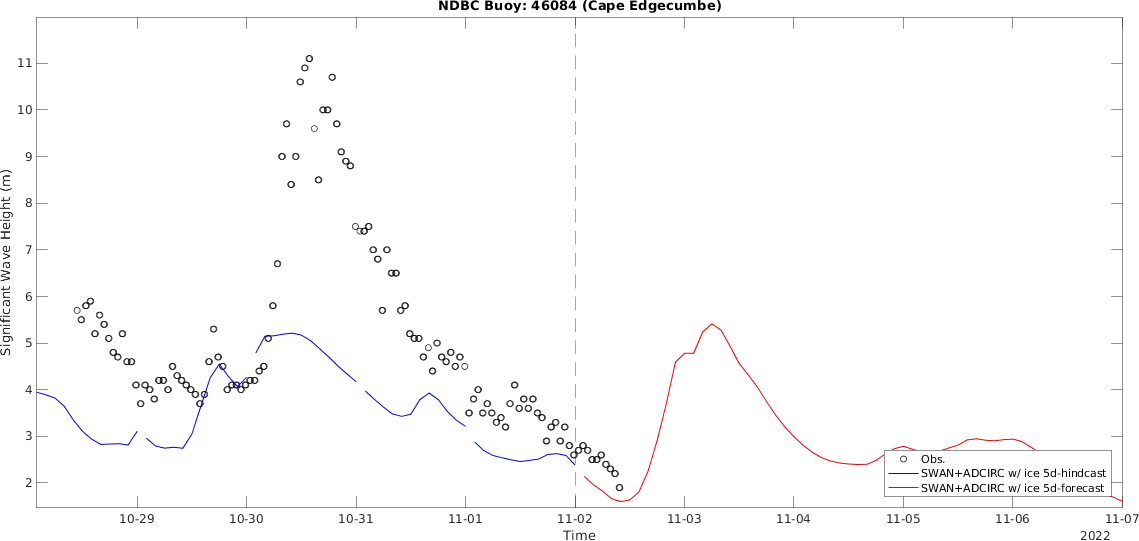 NDBC Buoy: 46084 (Cape Edgecumbe)
Significant Wave Height (m)
11
10
9
8
7
6
5
4
3
2
Obs.
SWAN+ADCIRC w/ ice 5d-hindcast
SWAN+ADCIRC w/ ice 5d-forecast
10-29 10-30 10-31 11-01 11-02 11-03 11-04 11-05 11-06 11-07
Time
2022